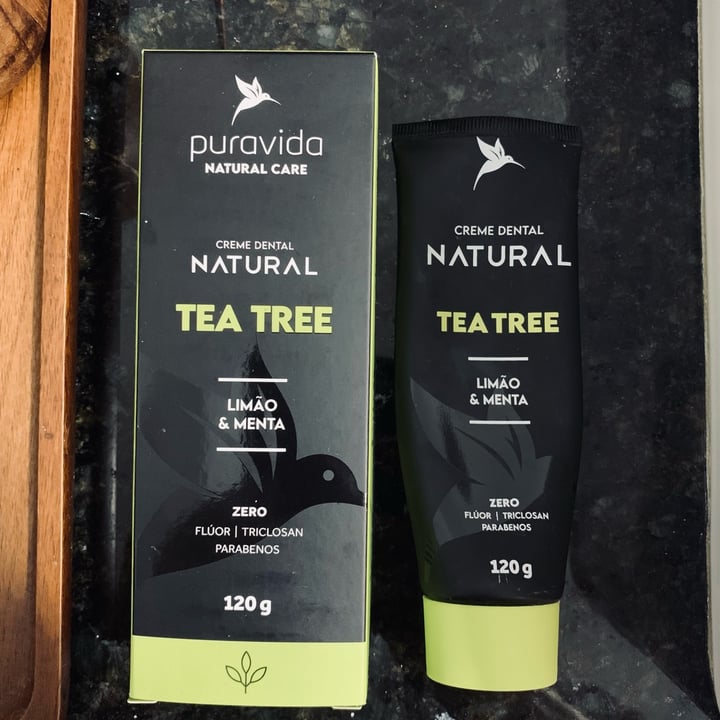 puravida
NATURAL CARE
CREME DENTAL
NATURAL
TEA TREE
LIMÃO
& MENTA
ZERO
FLÚOR | TRICLOSAN
PARABENOS
120 g
CREME DENTAL
NATURAL
TEA TREE
LIMÃO
& MENTA
ZERO
FLÚOR | TRICLOSAN
PARABENOS
120 g